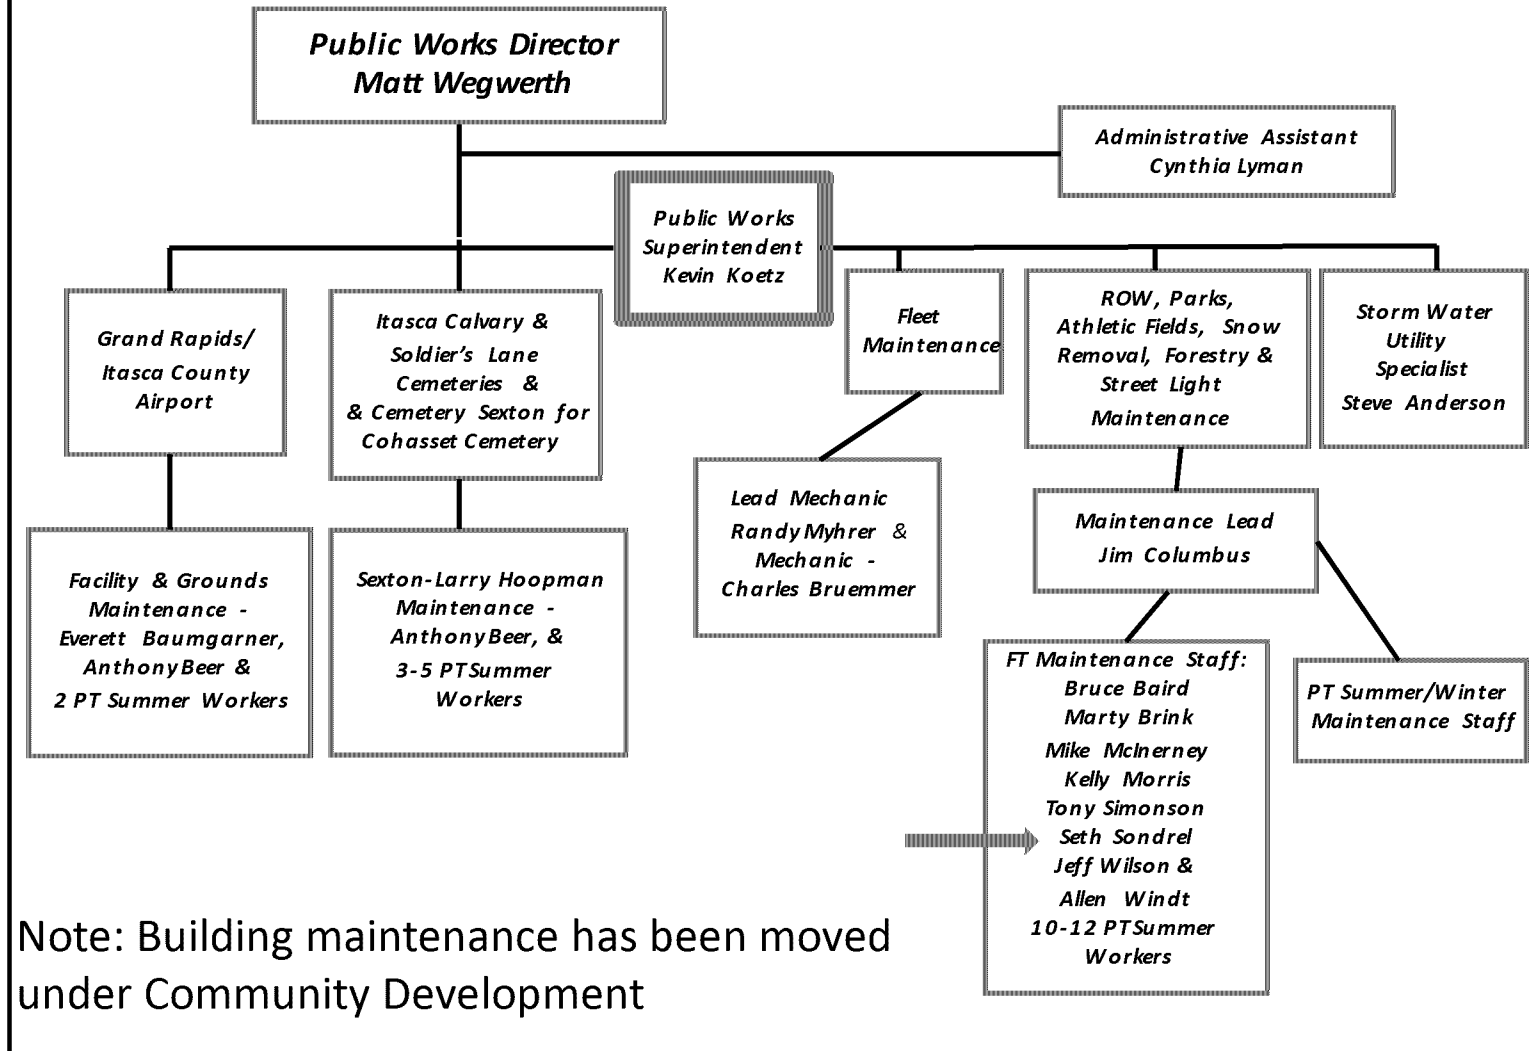 Public Works Director
Matt Wegwerth
Administrative Assistant
Cynthia Lyman
Public Works
Superintendent
Kevin Koetz
Grand Rapids/
Itasca County
Airport
Itasca Calvary &
Soldier's Lane
Cemeteries &
& Cemetery Sexton for
Cohasset Cemetery
Fleet
Maintenance
ROW, Parks,
Athletic Fields, Snow
Removal, Forestry &
Street Light
Maintenance
Storm Water
Utility
Specialist
Steve Anderson
Facility & Grounds
Maintenance -
Everett Baumgarner,
Anthony Beer &
2 PT Summer Workers
Sexton-Larry Hoopman
Maintenance -
Anthony Beer, &
3-5 PT Summer
Workers
Lead Mechanic
Randy Myhrer &
Mechanic -
Charles Bruemmer
Maintenance Lead
Jim Columbus
FT Maintenance Staff:
Bruce Baird
Marty Brink
Mike McInerney
Kelly Morris
Tony Simonson
Seth Sondrel
Jeff Wilson &
Allen Windt
10-12 PT Summer
Workers
PT Summer/Winter
Maintenance Staff
Note: Building maintenance has been moved
under Community Development